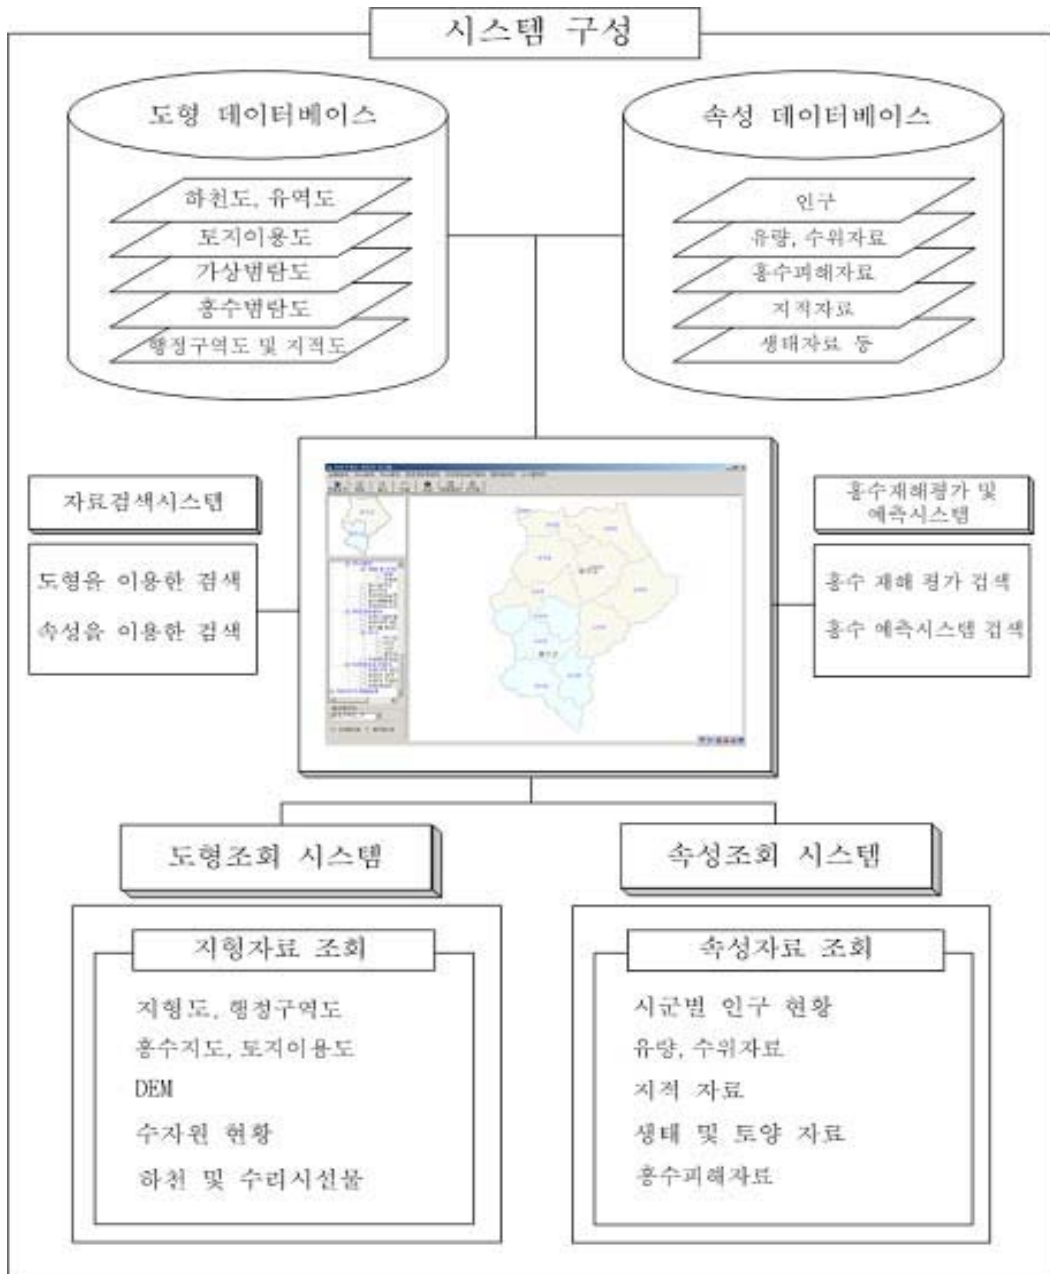 시스템 구성
도형 데이터베이스
하천도, 유역도
토지이용도
가상범람도
홍수범람도
행정구역도 및 지적도
속성 데이터베이스
인구
유량, 수위자료
홍수피해자료
지적자료
생태자료 등
자료검색시스템
도형을 이용한 검색
속성을 이용한 검색
홍수재해평가 및
예측시스템
홍수 재해 평가 검색
홍수 예측시스템 검색
도형조회 시스템
지형자료 조회
지형도, 행정구역도
홍수지도, 토지이용도
DEM
수자원 현황
하천 및 수리시선물
속성조회 시스템
속성자료 조회
시군별 인구 현황
유량, 수위자료
지적 자료
생태 및 토양 자료
홍수피해자료